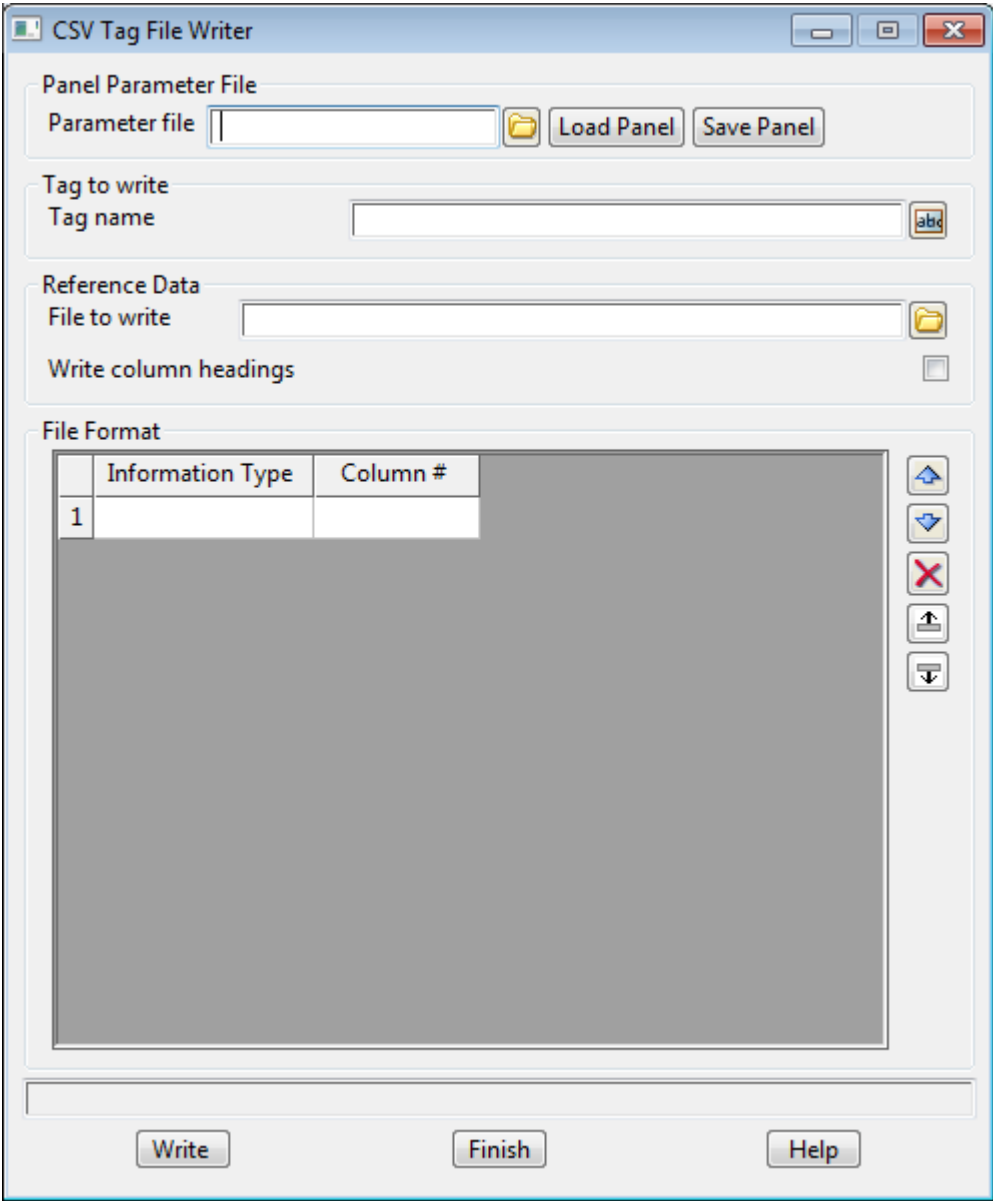 CSV Tag File Writer
Panel Parameter File
Parameter file Load Panel Save Panel
Tag to write
Tag name abc
Reference Data
File to write
Write column headings
File Format
Information Type Column #
1
Write Finish Help